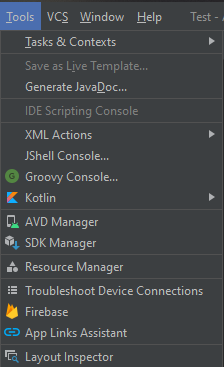 Tools VCS Window Help Test -
Tasks & Contexts
Save as Live Template...
Generate JavaDoc...
IDE Scripting Console
XML Actions
JShell Console...
Groovy Console...
Kotlin
AVD Manager
SDK Manager
Resource Manager
Troubleshoot Device Connections
Firebase
App Links Assistant
Layout Inspector